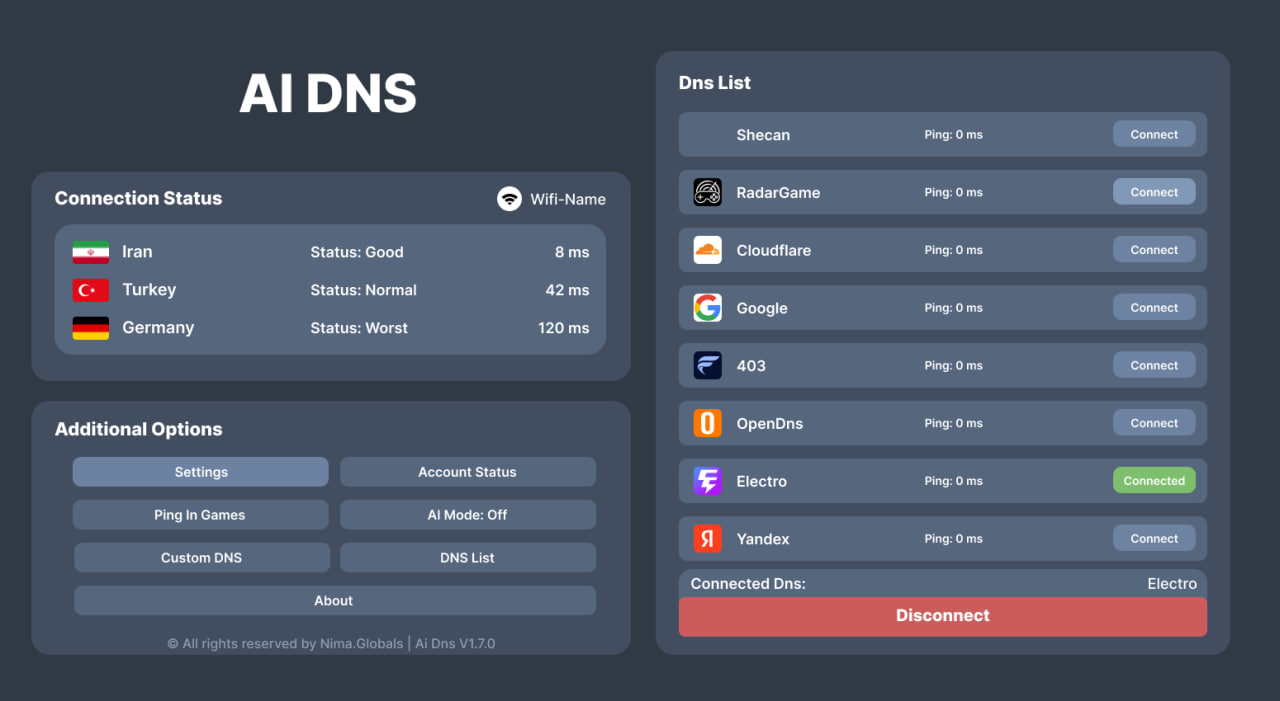 AI DNS
Connection Status
Wifi-Name
Iran Status: Good 8 ms
Turkey Status: Normal 42 ms
Germany Status: Worst 120 ms
Additional Options
Settings Account Status
Ping In Games AI Mode: Off
Custom DNS DNS List
About
© All rights reserved by Nima.Globals | Ai Dns V1.7.0
Dns List
Shecan Ping: 0 ms Connect
RadarGame Ping: 0 ms Connect
Cloudflare Ping: 0 ms Connect
Google Ping: 0 ms Connect
403 Ping: 0 ms Connect
OpenDns Ping: 0 ms Connect
Electro Ping: 0 ms Connected
Yandex Ping: 0 ms Connect
Connected Dns: Electro
Disconnect